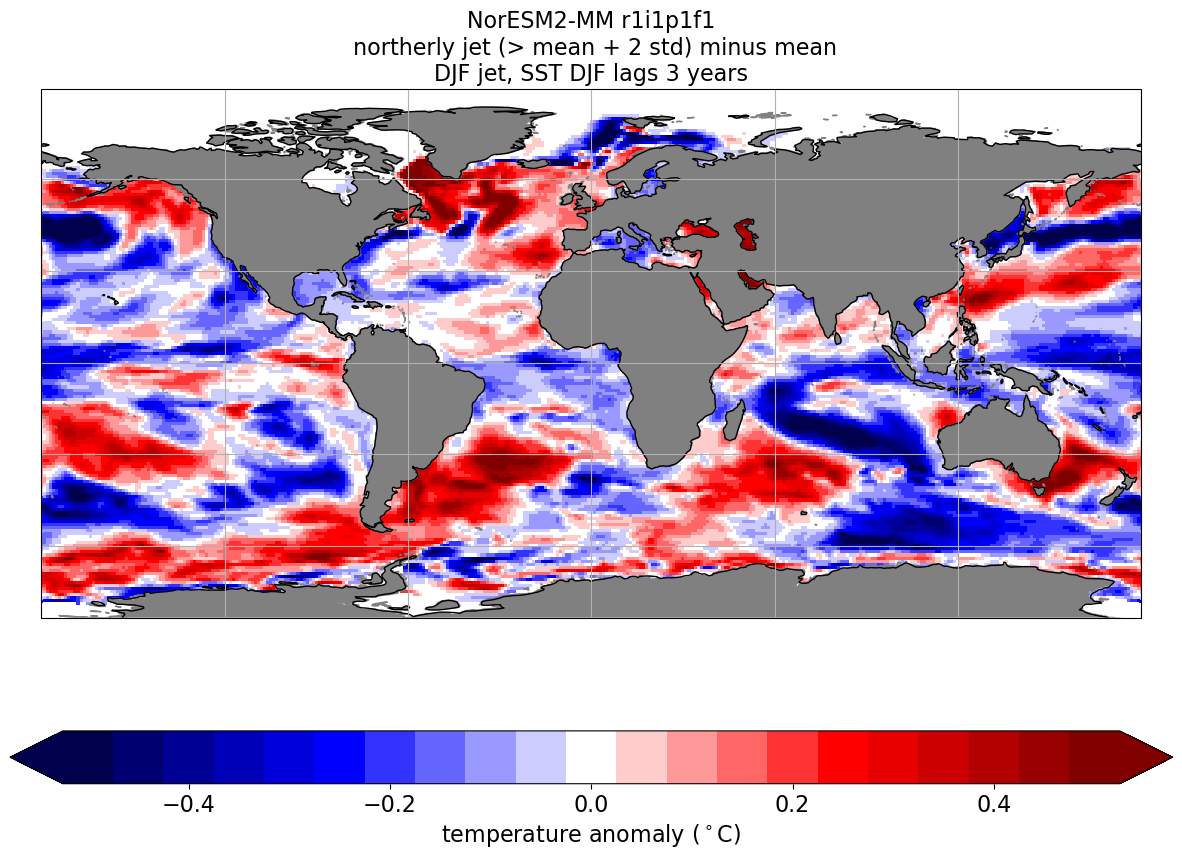 NorESM2-MM r1i1p1f1
northerly jet (> mean + 2 std) minus mean
DJF jet, SST DJF lags 3 years
−0.4 −0.2 0.0 0.2 0.4
temperature anomaly (°C)